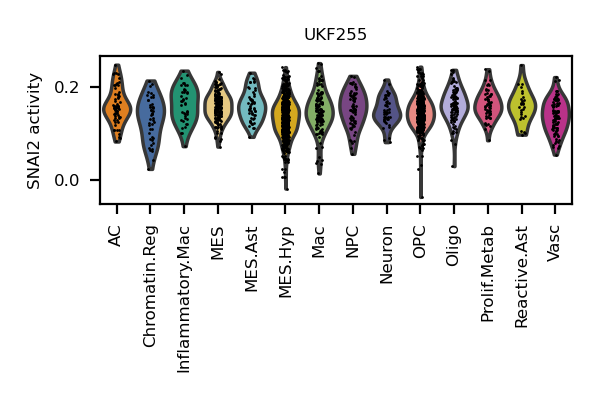 UKF255
SNAI2 activity
0.2
0.0
AC
Chromatin.Reg
Inflammatory.Mac
MES
MES.Ast
MES.Hyp
Mac
NPC
Neuron
OPC
Oligo
Prolif.Metab
Reactive.Ast
Vasc